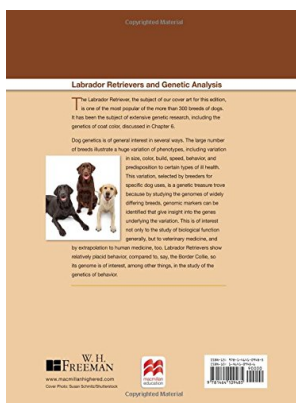 Copyrighted Material
Labrador Retrievers and Genetic Analysis
The Labrador Retriever, the subject of our cover art for this edition,
is one of the most popular of the more than 300 breeds of dogs.
It has been the subject of extensive genetic research, including the
genetics of coat color, discussed in Chapter 6.
Dog genetics is of general interest in several ways. The large number
of breeds illustrate a huge variation of phenotypes, including variation
in size, color, build, speed, behavior, and
predisposition to certain types of ill health.
This variation, selected by breeders for
specific dog uses, is a genetic treasure trove
because by studying the genomes of widely
differing breeds, genomic markers can be
identified that give insight into the genes
underlying the variation. This is of interest
not only to the study of biological function
generally, but to veterinary medicine, and
by extrapolation to human medicine, too. Labrador Retrievers show
relatively placid behavior, compared to, say, the Border Collie, so
its genome is of interest, among other things, in the study of the
genetics of behavior.
W. H.
FREEMAN
www.macmillanhighered.com
Cover Photo: Susan Schmitz/Shutterstock
macmillan
education
Copyrighted Material